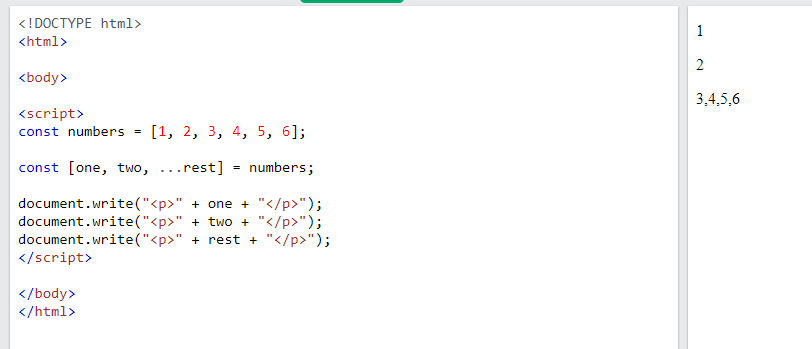 <!DOCTYPE html>
<html>
<body>
<script>
const numbers = [1, 2, 3, 4, 5, 6];
const [one, two, ...rest] = numbers;
document.write("<p>" + one + "</p>");
document.write("<p>" + two + "</p>");
document.write("<p>" + rest + "</p>");
</script>
</body>
</html>
1
2
3,4,5,6